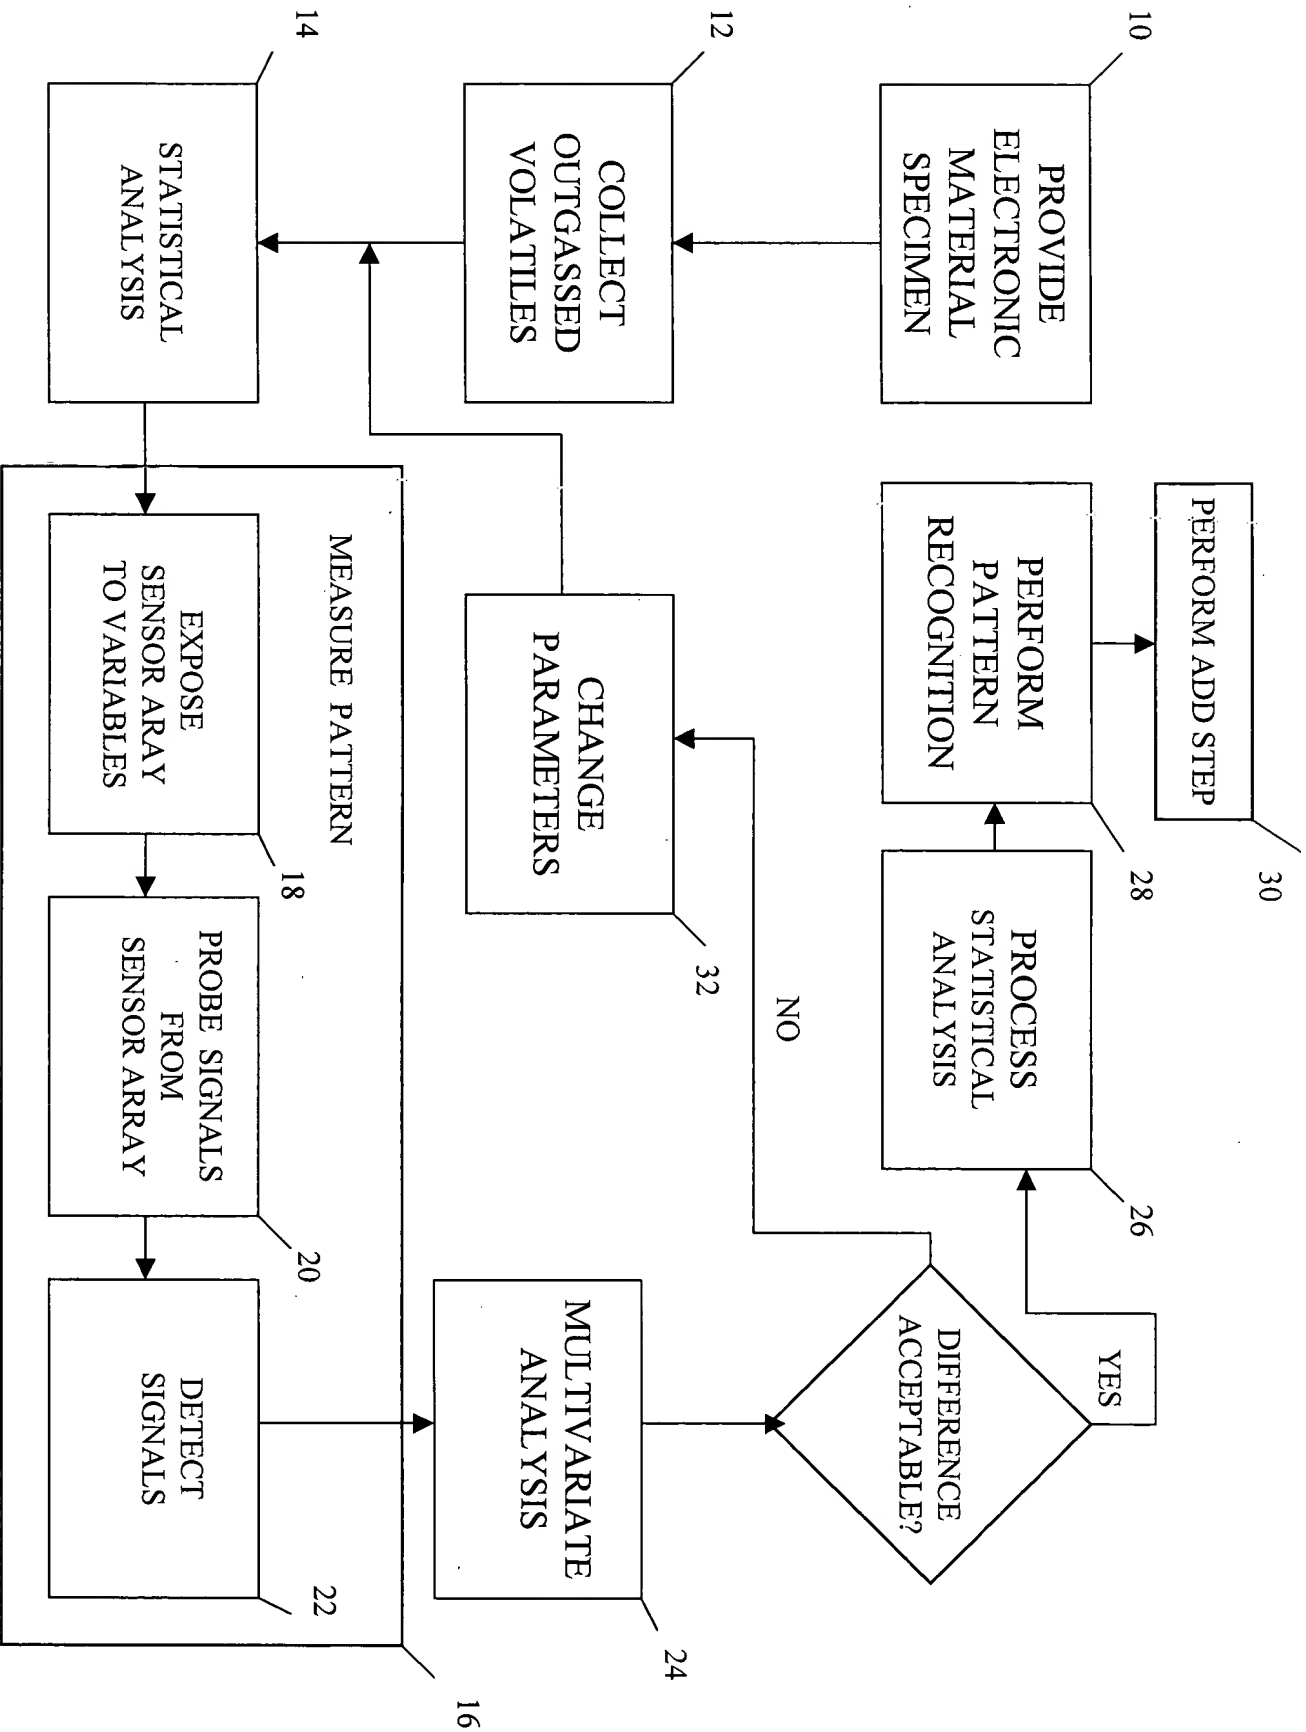 10
PROVIDE
ELECTRONIC
MATERIAL
SPECIMEN
12
COLLECT
OUTGASSED
VOLATILES
14
STATISTICAL
ANALYSIS
MEASURE PATTERN
16
EXPOSE
SENSOR ARAY
TO VARIABLES
18
PROBE SIGNALS
FROM
SENSOR ARRAY
20
DETECT
SIGNALS
22
MULTIVARIATE
ANALYSIS
24
DIFFERENCE
ACCEPTABLE?
YES
NO
PROCESS
STATISTICAL
ANALYSIS
26
PERFORM
PATTERN
RECOGNITION
28
PERFORM ADD STEP
30
CHANGE
PARAMETERS
32